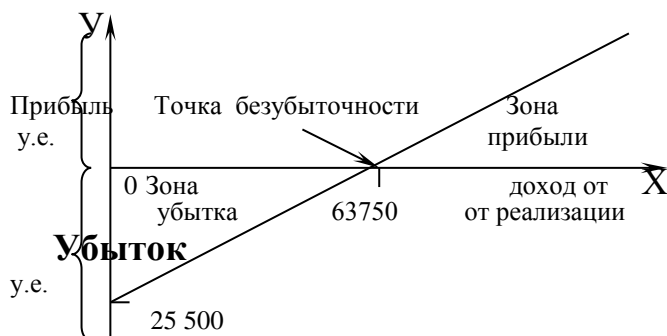 У
Прибыль
у.е.
Точка безубыточности
Зона
прибыли
0 Зона
убытка
63750
доход от
от реализации
X
Убыток
у.е.
25 500